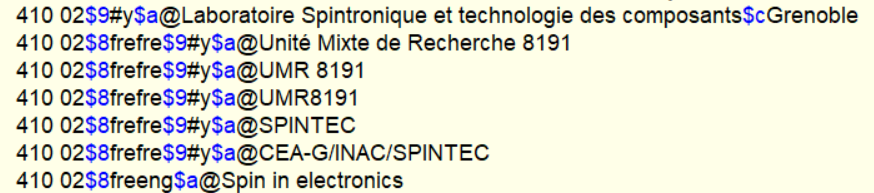 410 02$9#y$a@Laboratoire Spintronique et technologie des composants$cGrenoble
410 02$8frefre$9#y$a@Unité Mixte de Recherche 8191
410 02$8frefre$9#y$a@UMR 8191
410 02$8frefre$9#y$a@UMR8191
410 02$8frefre$9#y$a@SPINTEC
410 02$8frefre$9#y$a@CEA-G/INAC/SPINTEC
410 02$8freeng$a@Spin in electronics